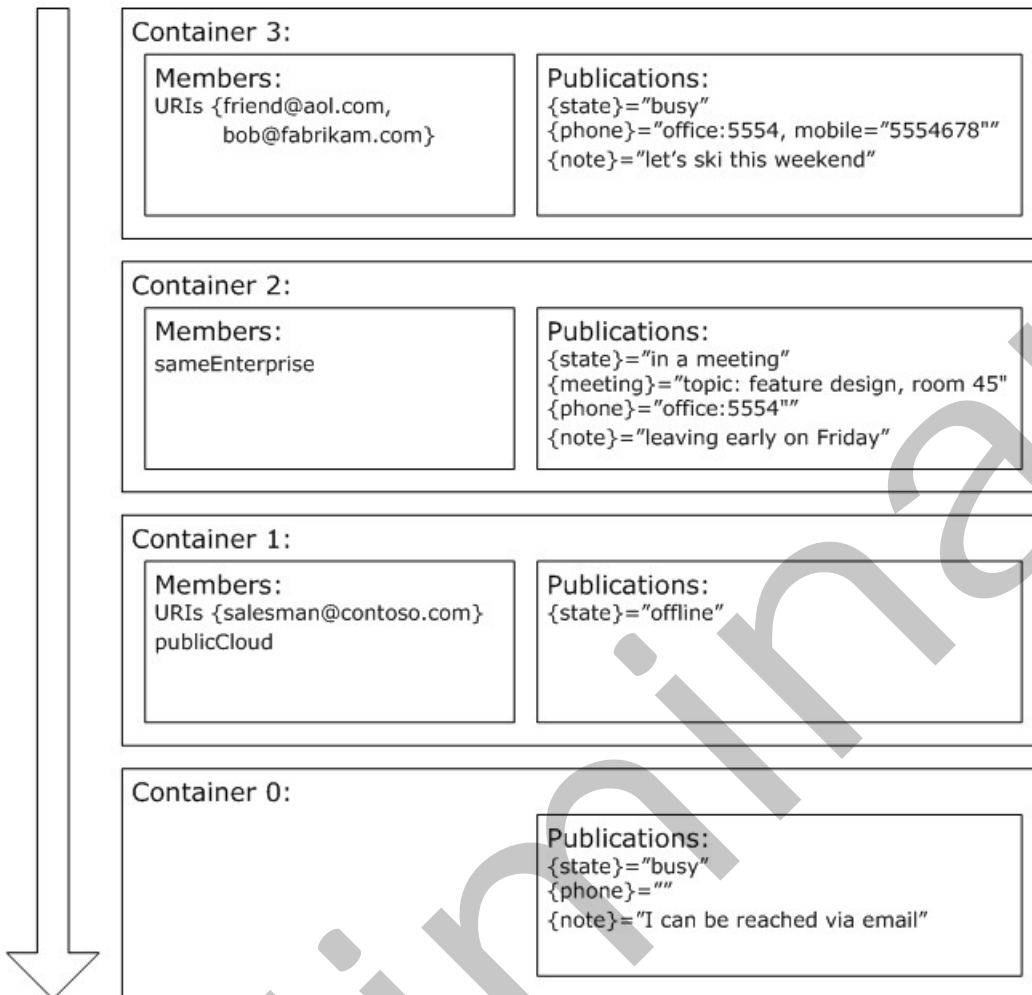 Container 3:
Members:
URIs {friend@aol.com,
bob@fabrikam.com}
Publications:
{state}="busy"
{phone}="office:5554, mobile="5554678""
{note}="let's ski this weekend"
Container 2:
Members:
sameEnterprise
Publications:
{state}="in a meeting"
{meeting}="topic: feature design, room 45"
{phone}="office:5554""
{note}="leaving early on Friday"
Container 1:
Members:
URIs {salesman@contoso.com}
publicCloud
Publications:
{state}="offline"
Container 0:
Publications:
{state}="busy"
{phone}=""
{note}="I can be reached via email"